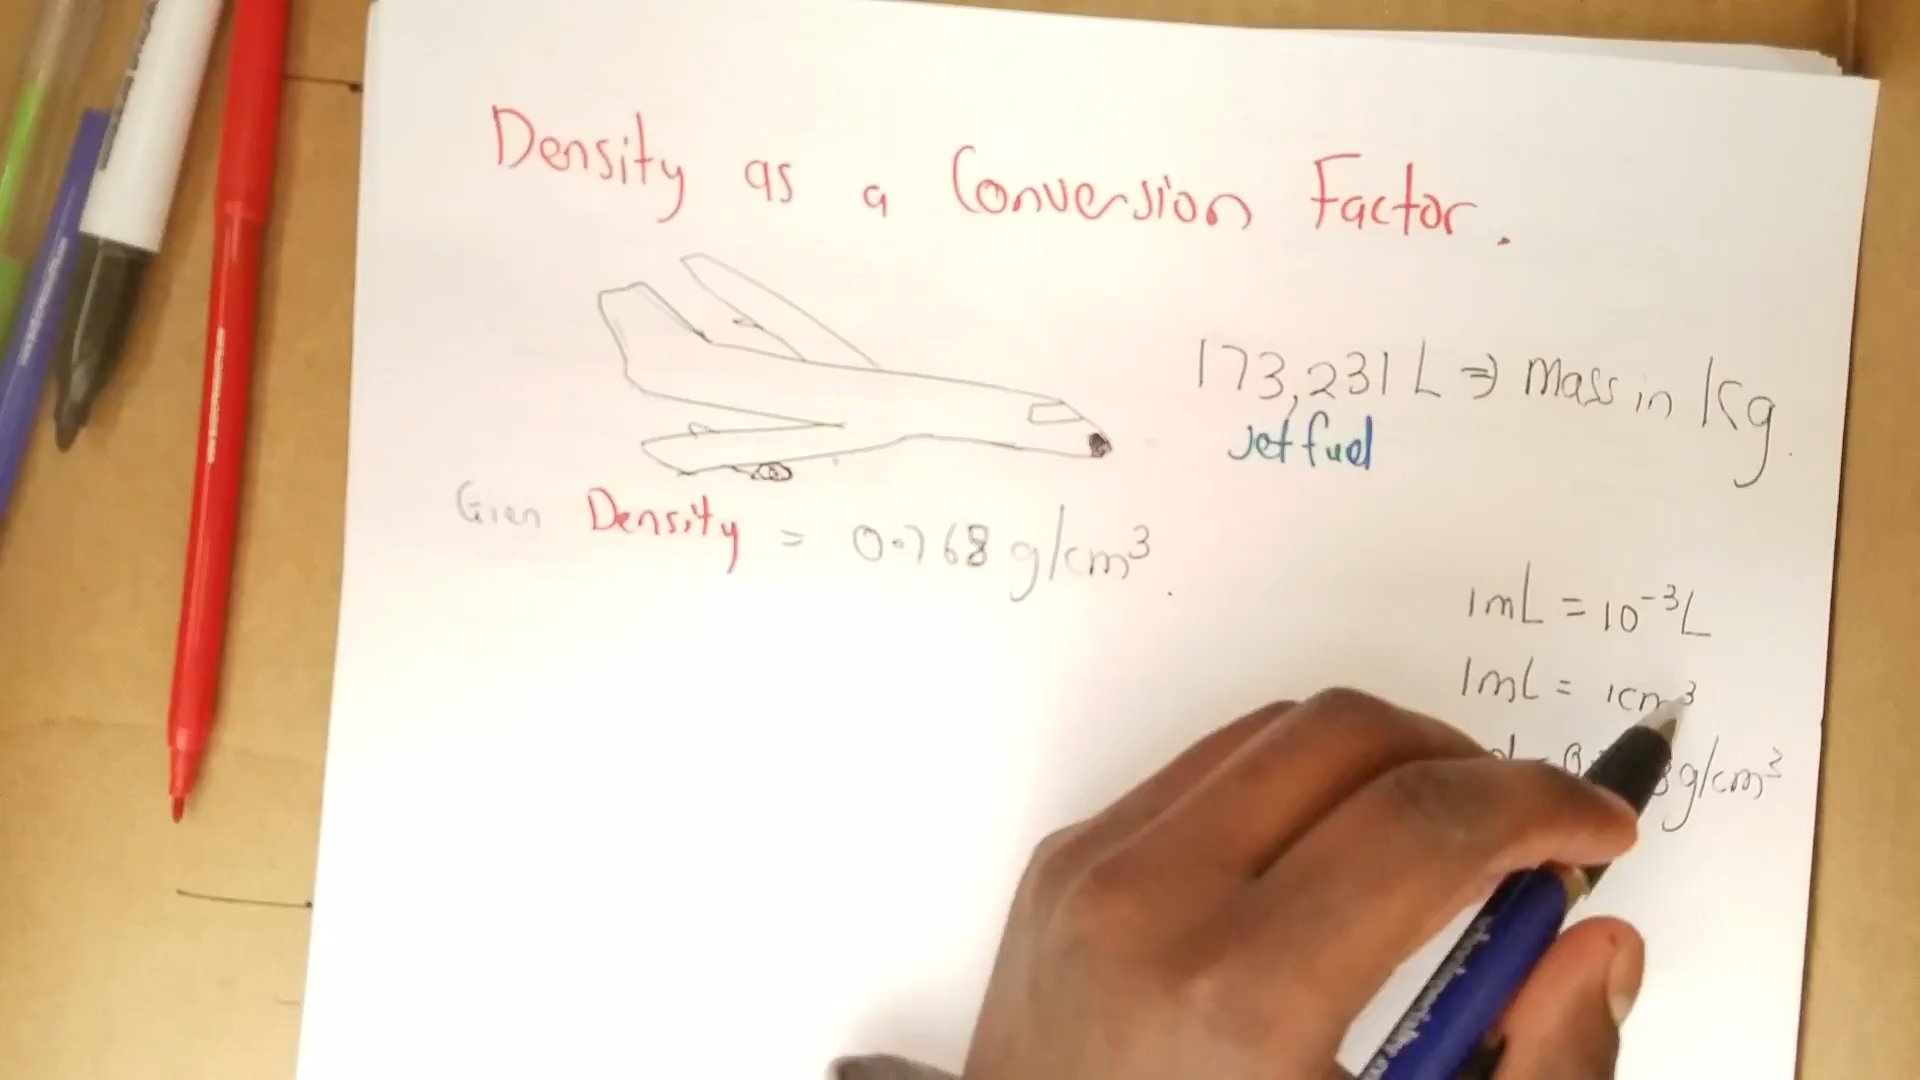 Density as a Conversion Factor.
173,231 L ⇒ Mass in Kg
Jet fuel
Given Density = 0.768 g/cm³.
1mL = 10⁻³L
1mL = 1cm³
g/cm³